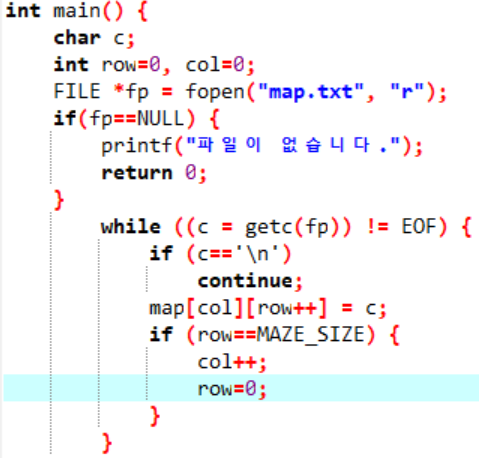 int main() {
    char c;
    int row=0, col=0;
    FILE *fp = fopen("map.txt", "r");
    if(fp==NULL) {
        printf("파일이 없습니다.");
        return 0;
    }
        while ((c = getc(fp)) != EOF) {
            if (c=='\n')
                continue;
            map[col][row++] = c;
            if (row==MAZE_SIZE) {
                col++;
                row=0;
            }
        }